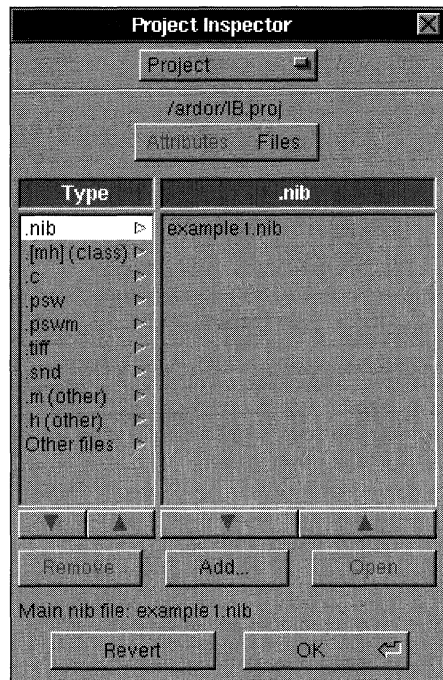 Project Inspector
Project
/ardor/IB.proj
Attributes Files
Type .nib
.nib example1.nib
.[mh] (class)
.c
.psw
.pswm
.tiff
.snd
.m (other)
.h (other)
Other files
Remove Add... Open
Main nib file: example1.nib
Revert OK